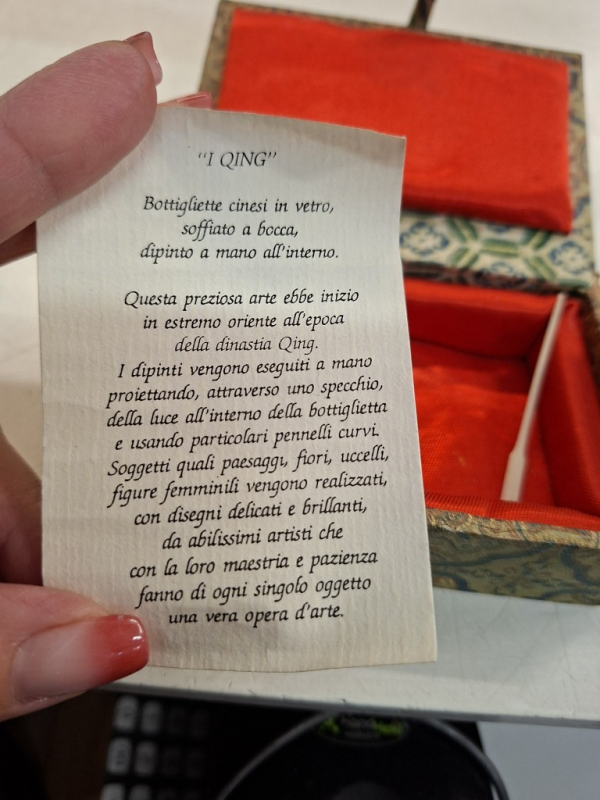 “I QING”
Bottigliette cinesi in vetro,
soffiato a bocca,
dipinto a mano all'interno.
Questa preziosa arte ebbe inizio
in estremo oriente all'epoca
della dinastia Qing.
I dipinti vengono eseguiti a mano
proiettando, attraverso uno specchio,
della luce all'interno della bottiglietta
e usando particolari pennelli curvi.
Soggetti quali paesaggi, fiori, uccelli,
figure femminili vengono realizzati,
con disegni delicati e brillanti,
da abilissimi artisti che
con la loro maestria e pazienza
fanno di ogni singolo oggetto
una vera opera d'arte.